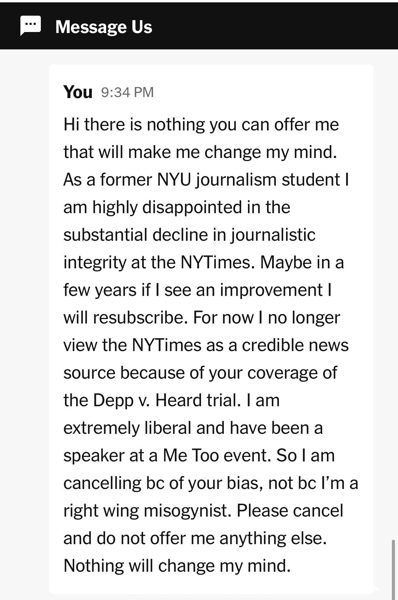 Message Us
You 9:34 PM
Hi there is nothing you can offer me
that will make me change my mind.
As a former NYU journalism student I
am highly disappointed in the
substantial decline in journalistic
integrity at the NYTimes. Maybe in a
few years if I see an improvement I
will resubscribe. For now I no longer
view the NYTimes as a credible news
source because of your coverage of
the Depp v. Heard trial. I am
extremely liberal and have been a
speaker at a Me Too event. So I am
cancelling bc of your bias, not bc I’m a
right wing misogynist. Please cancel
and do not offer me anything else.
Nothing will change my mind.